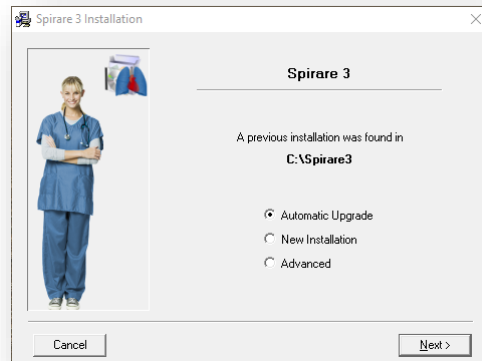 Spirare 3 Installation
Spirare 3
A previous installation was found in
C:\Spirare3
Automatic Upgrade
New Installation
Advanced
Cancel
Next >